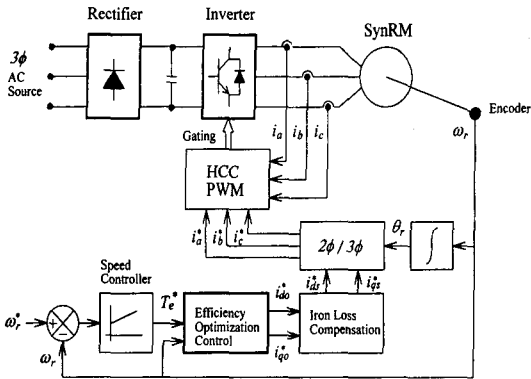 Rectifier
Inverter
SynRM
3ϕ
AC
Source
Encoder
ω_r
Gating
i_a
i_b
i_c
HCC
PWM
i_a^*
i_b^*
i_c^*
2ϕ / 3ϕ
θ_r
∫
i_ds^*
i_qs^*
Speed
Controller
T_e^*
Efficiency
Optimization
Control
i_do^*
i_qo^*
Iron Loss
Compensation
ω_r^*
+
−
ω_r